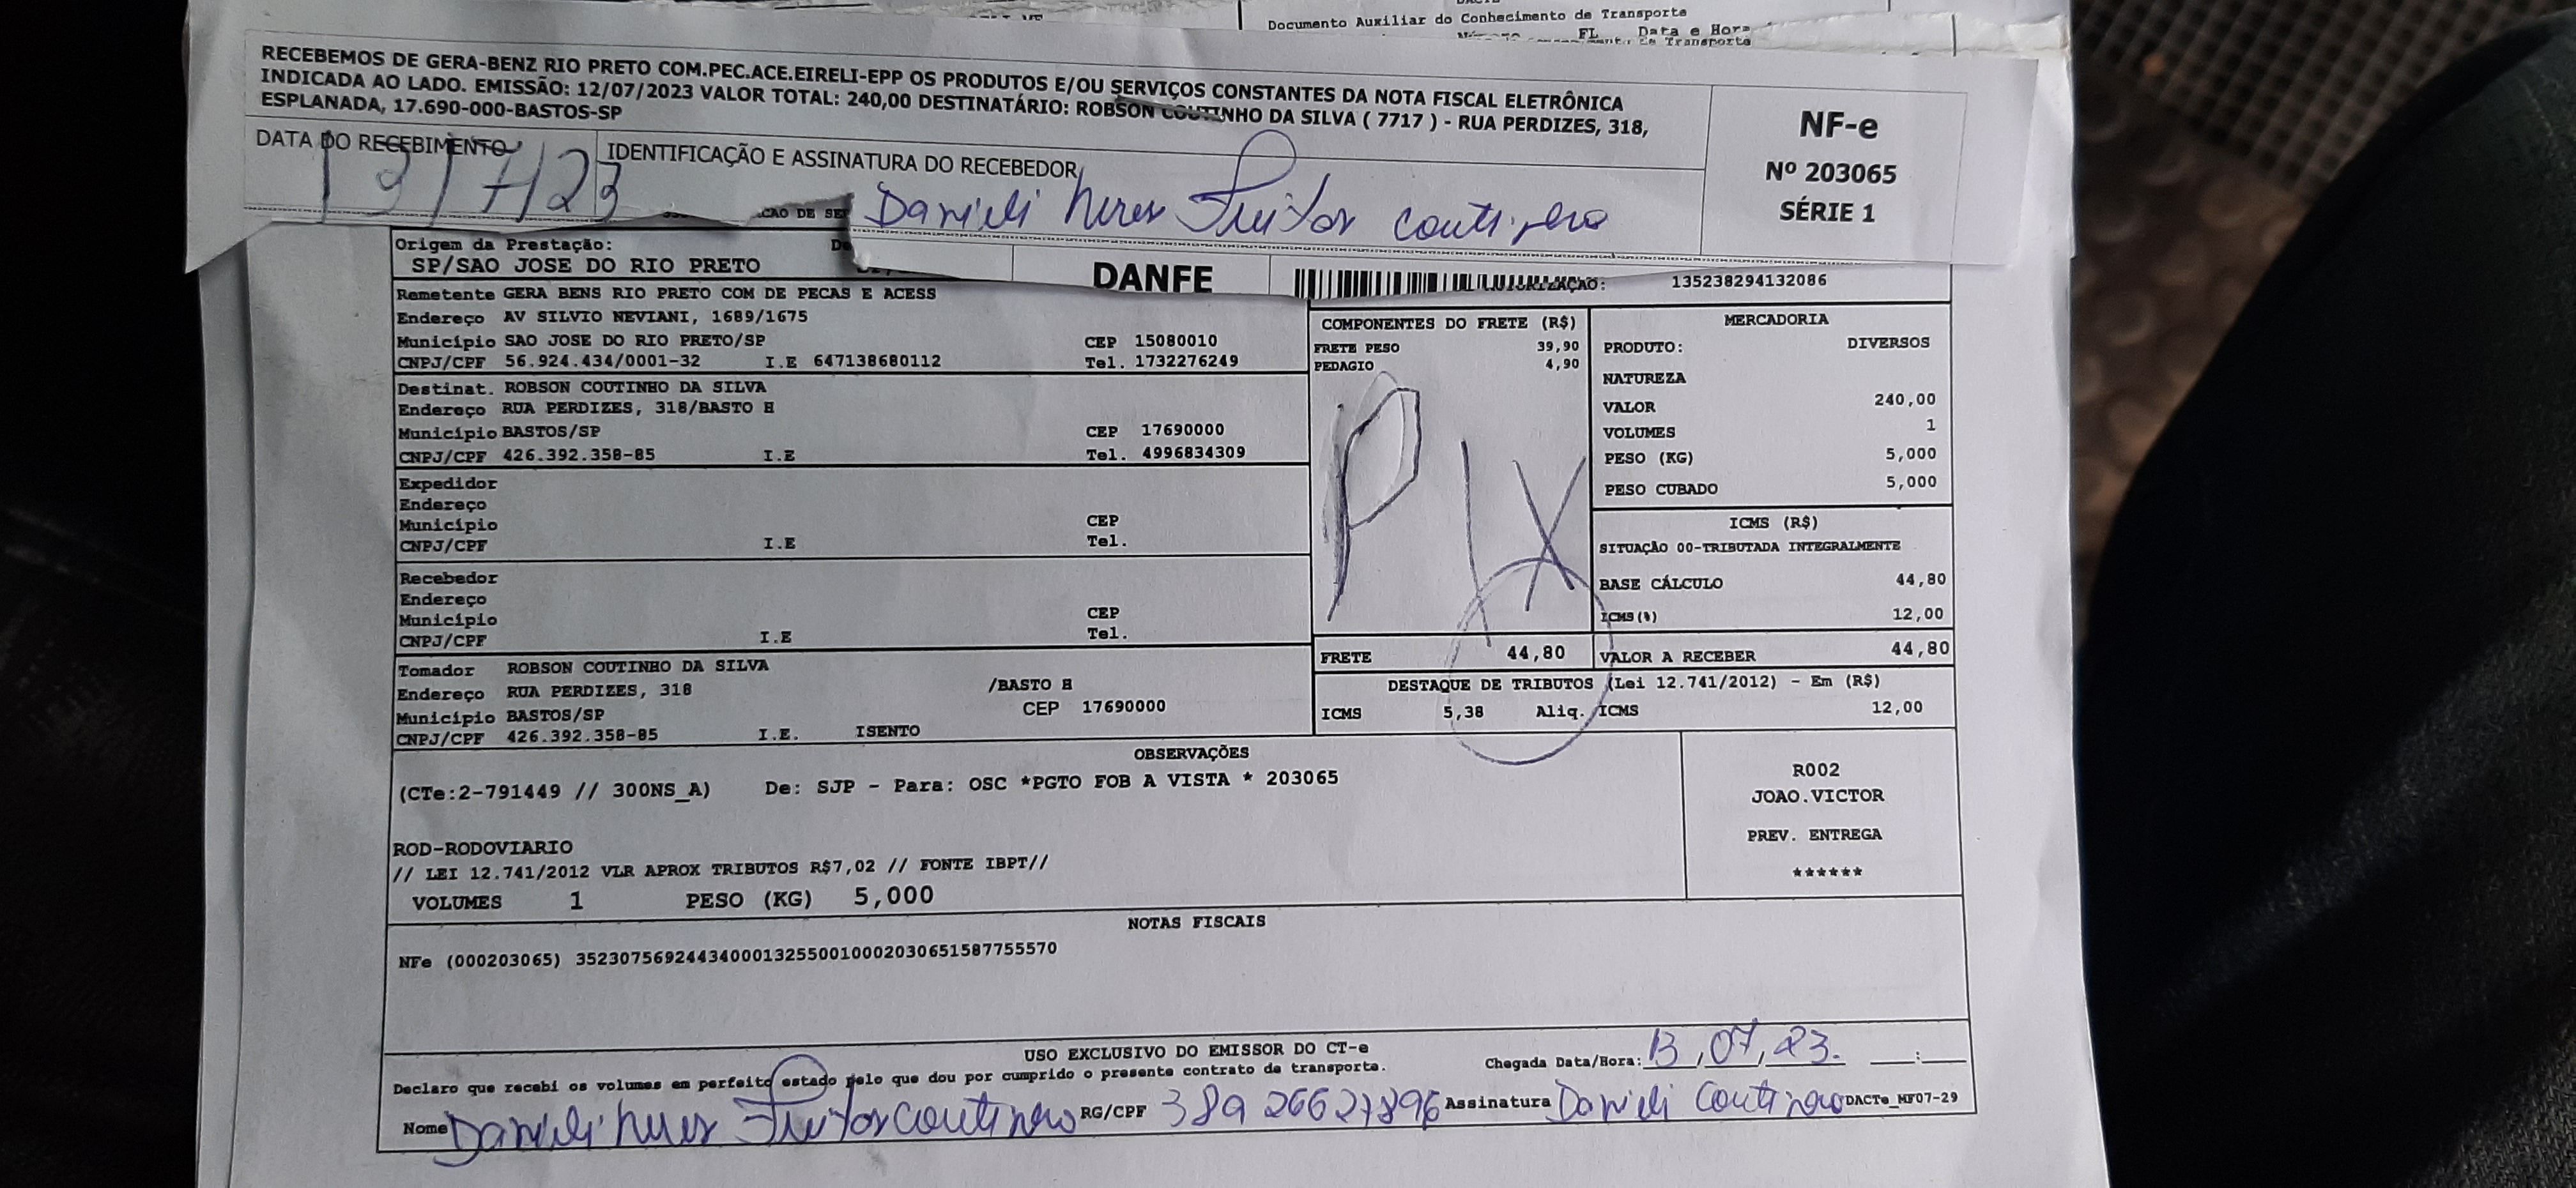 Documento Auxiliar do Conhecimento de Transporte
FL Data e Hora
de Transporte
RECEBEMOS DE GERA-BENZ RIO PRETO COM.PEC.ACE.EIRELI-EPP OS PRODUTOS E/OU SERVIÇOS CONSTANTES DA NOTA FISCAL ELETRÔNICA
INDICADA AO LADO. EMISSÃO: 12/07/2023 VALOR TOTAL: 240,00 DESTINATÁRIO: ROBSON COUTINHO DA SILVA ( 7717 ) - RUA PERDIZES, 318,
ESPLANADA, 17.690-000-BASTOS-SP
NF-e
Nº 203065
SÉRIE 1
DATA DO RECEBIMENTO
13/7/23
IDENTIFICAÇÃO E ASSINATURA DO RECEBEDOR
Danieli Coutinho
DANFE
135238294132086
Origem da Prestação:
SP/SAO JOSE DO RIO PRETO
Remetente GERA BENS RIO PRETO COM DE PECAS E ACESS
Endereço AV SILVIO NEVIANI, 1689/1675
Município SAO JOSE DO RIO PRETO/SP CEP 15080010
CNPJ/CPF 56.924.434/0001-32 I.E 647138680112 Tel. 1732276249
Destinat. ROBSON COUTINHO DA SILVA
Endereço RUA PERDIZES, 318/BASTO H
Município BASTOS/SP CEP 17690000
CNPJ/CPF 426.392.358-85 I.E Tel. 4996834309
Expedidor
Endereço
Município CEP
CNPJ/CPF I.E Tel.
Recebedor
Endereço
Município CEP
CNPJ/CPF I.E Tel.
Tomador ROBSON COUTINHO DA SILVA
Endereço RUA PERDIZES, 318 /BASTO H
Município BASTOS/SP CEP 17690000
CNPJ/CPF 426.392.358-85 I.E. ISENTO
COMPONENTES DO FRETE (R$)
FRETE PESO 39,90
PEDAGIO 4,90
PIX
FRETE 44,80
MERCADORIA
PRODUTO: DIVERSOS
NATUREZA
VALOR 240,00
VOLUMES 1
PESO (KG) 5,000
PESO CUBADO 5,000
ICMS (R$)
SITUAÇÃO 00-TRIBUTADA INTEGRALMENTE
BASE CÁLCULO 44,80
ICMS(%) 12,00
VALOR A RECEBER 44,80
DESTAQUE DE TRIBUTOS (Lei 12.741/2012) - Em (R$)
ICMS 5,38 Aliq. ICMS 12,00
OBSERVAÇÕES
(CTe:2-791449 // 300NS_A) De: SJP - Para: OSC *PGTO FOB A VISTA * 203065
ROD-RODOVIARIO
// LEI 12.741/2012 VLR APROX TRIBUTOS R$7,02 // FONTE IBPT//
VOLUMES 1 PESO (KG) 5,000
R002
JOAO.VICTOR
PREV. ENTREGA
******
NOTAS FISCAIS
NFe (000203065) 35230756924434000132550010002030651587755570
USO EXCLUSIVO DO EMISSOR DO CT-e
Declaro que recebi os volumes em perfeito estado pelo que dou por cumprido o presente contrato de transporte.
Chegada Data/Hora: 13,07,23. :
Nome Danieli Coutinho RG/CPF 389 26627896 Assinatura Danieli Coutinho DACTe_MF07-29